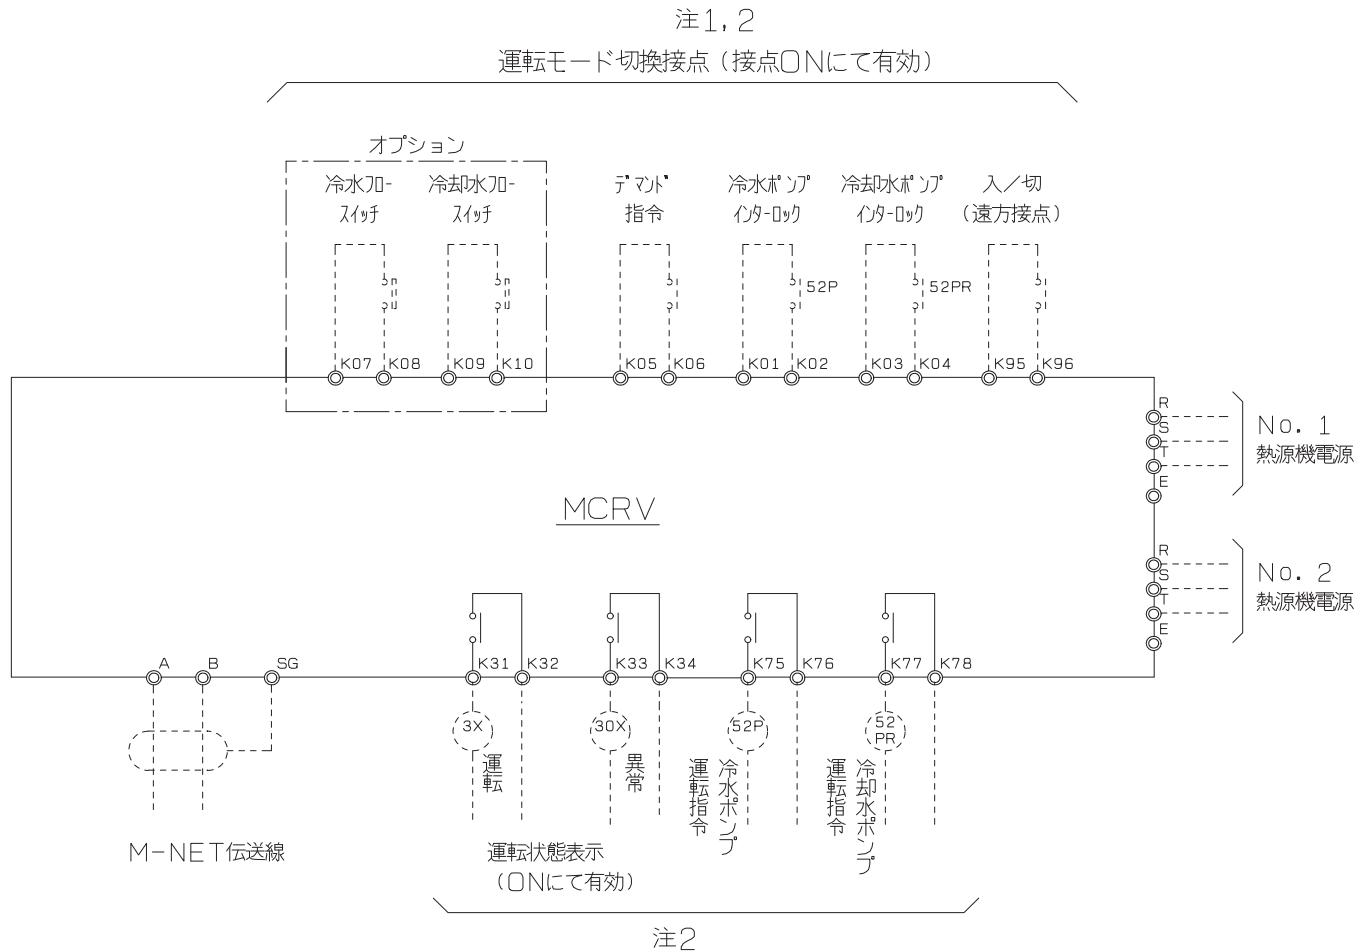 注1,2
運転モード切換接点（接点ONにて有効）
オプション
冷水フロー
スイッチ
冷却水フロー
スイッチ
デマンド
指令
冷水ポンプ
インターロック
冷却水ポンプ
インターロック
入／切
（遠方接点）
52P
52PR
K07
K08
K09
K10
K05
K06
K01
K02
K03
K04
K95
K96
R
S
T
E
No. 1
熱源機電源
MCRV
R
S
T
E
No. 2
熱源機電源
A
B
SG
K31
K32
K33
K34
K75
K76
K77
K78
3X
30X
52P
52
PR
運転
異常
冷水ポンプ
運転指令
冷却水ポンプ
運転指令
M-NET伝送線
運転状態表示
（ONにて有効）
注2